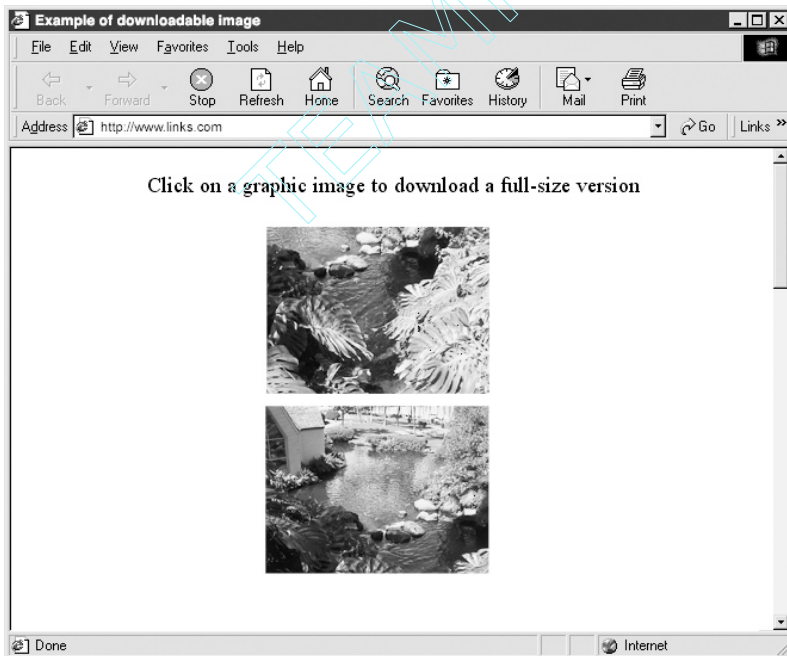 Example of downloadable image
File Edit View Favorites Tools Help
Back Forward Stop Refresh Home Search Favorites History Mail Print
Address http://www.links.com Go Links »
Click on a graphic image to download a full-size version
Done Internet